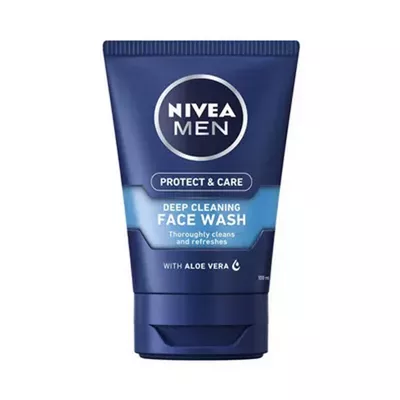 NIVEA
MEN
PROTECT & CARE
DEEP CLEANING
FACE WASH
Thoroughly cleans
and refreshes
WITH ALOE VERA